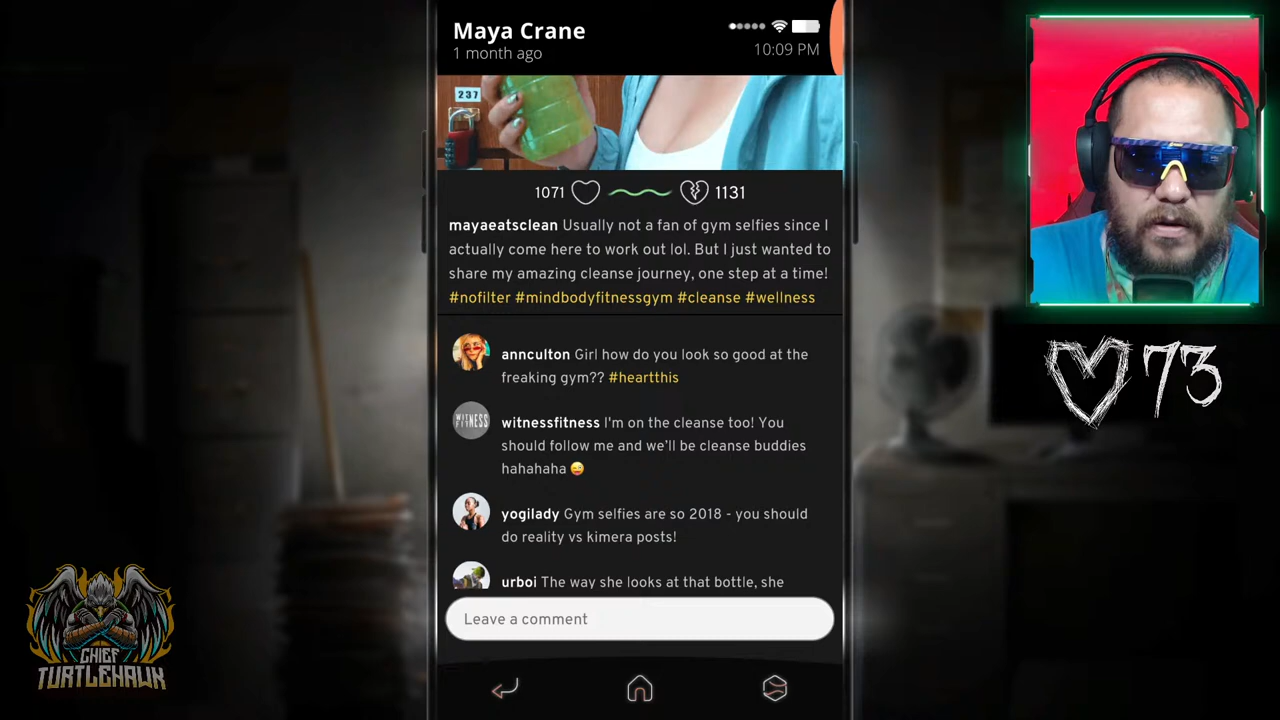 Maya Crane
1 month ago
10:09 PM
237
1071
1131
mayaeatsclean Usually not a fan of gym selfies since I
actually come here to work out lol. But I just wanted to
share my amazing cleanse journey, one step at a time!
#nofilter #mindbodyfitnessgym #cleanse #wellness
annculton Girl how do you look so good at the
freaking gym?? #heartthis
WITNESS
FITNESS
witnessfitness I'm on the cleanse too! You
should follow me and we'll be cleanse buddies
hahahaha 😜
yogilady Gym selfies are so 2018 - you should
do reality vs kimera posts!
urboi The way she looks at that bottle, she
Leave a comment
73
CHIEF
TURTLEHAWK